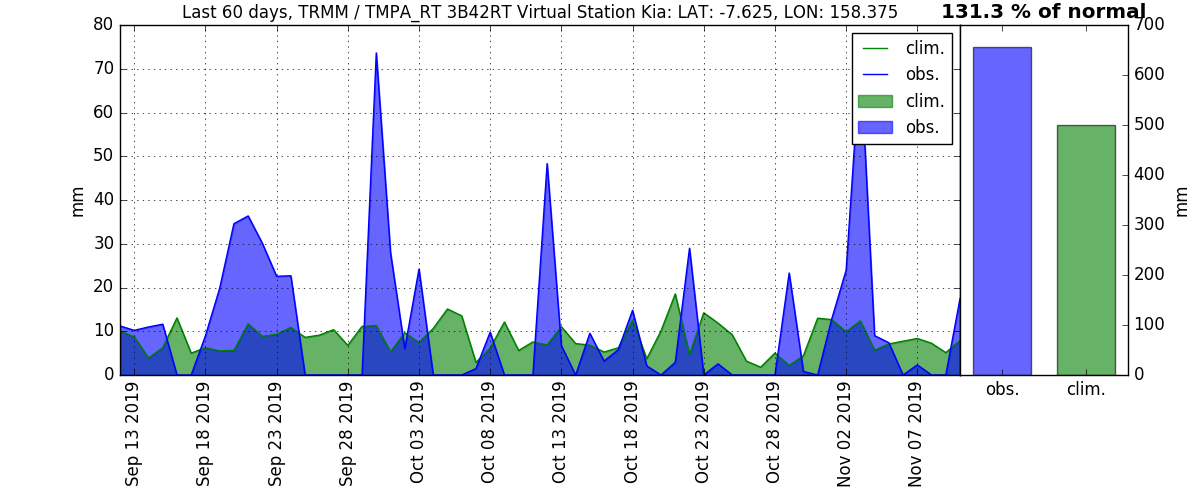 Last 60 days, TRMM / TMPA_RT 3B42RT Virtual Station Kia: LAT: -7.625, LON: 158.375
131.3 % of normal
80
70
60
50
40
30
20
10
0
mm
clim.
obs.
clim.
obs.
700
600
500
400
300
200
100
0
mm
Sep 13 2019
Sep 18 2019
Sep 23 2019
Sep 28 2019
Oct 03 2019
Oct 08 2019
Oct 13 2019
Oct 18 2019
Oct 23 2019
Oct 28 2019
Nov 02 2019
Nov 07 2019
obs.
clim.